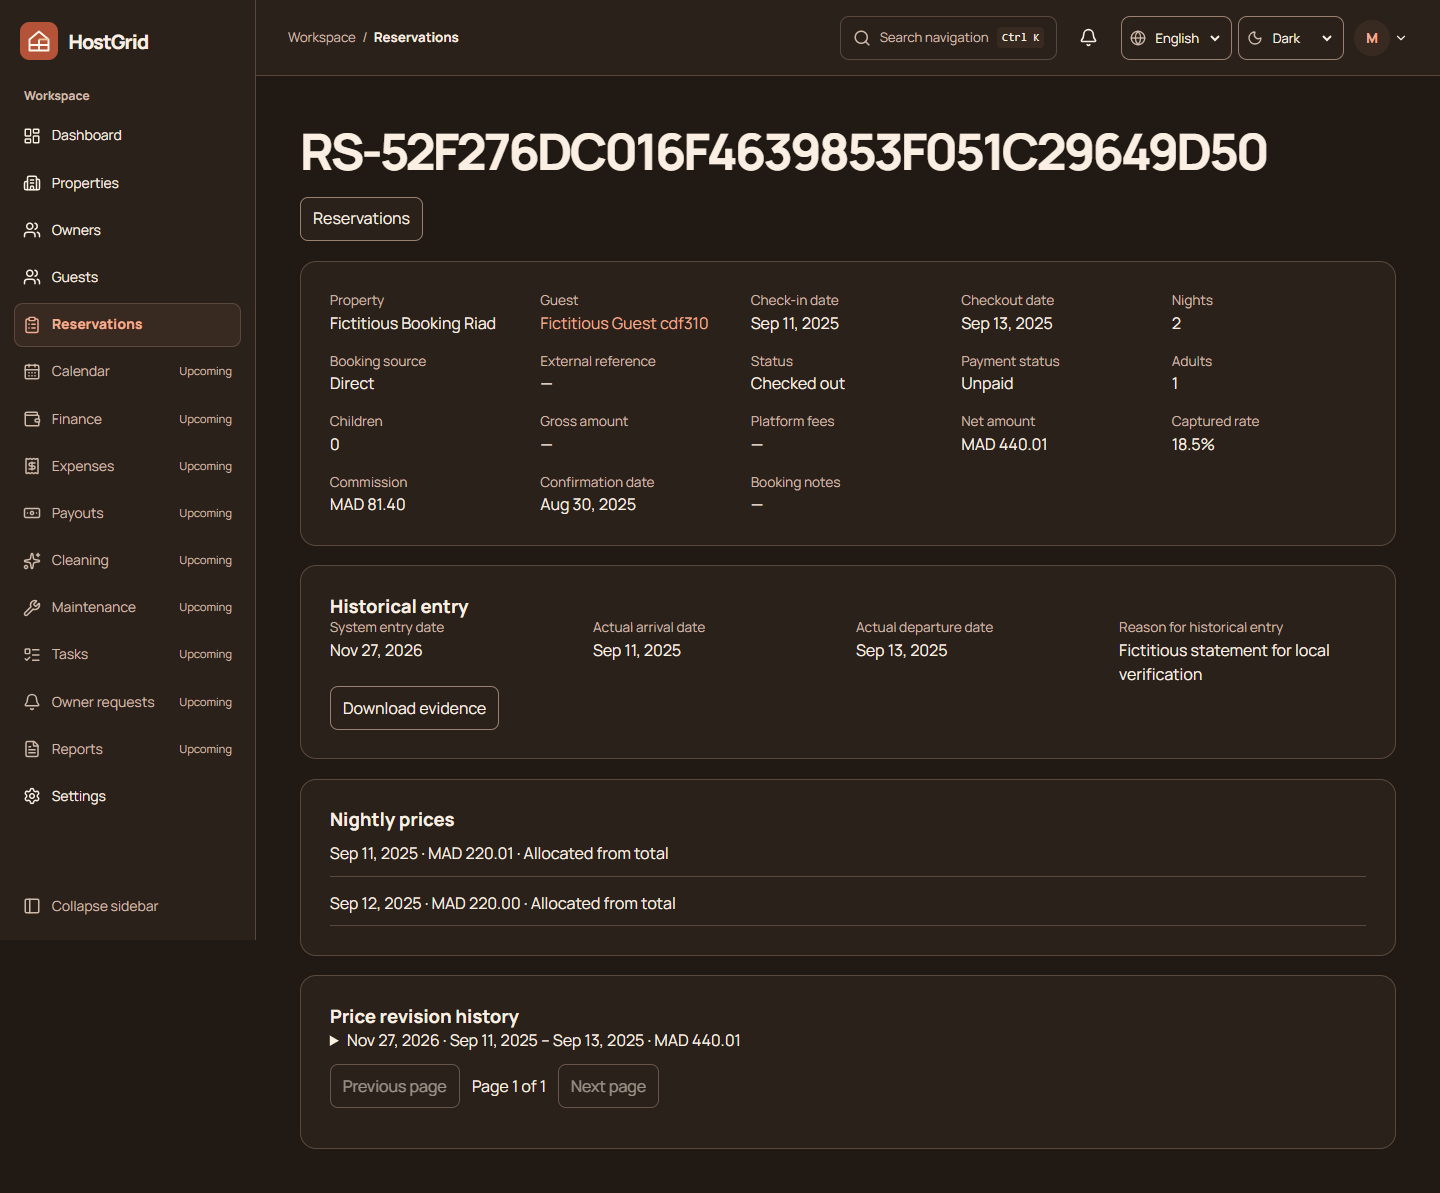 HostGrid
Workspace
Dashboard
Properties
Owners
Guests
Reservations
Calendar Upcoming
Finance Upcoming
Expenses Upcoming
Payouts Upcoming
Cleaning Upcoming
Maintenance Upcoming
Tasks Upcoming
Owner requests Upcoming
Reports Upcoming
Settings
Collapse sidebar
Workspace / Reservations
Search navigation Ctrl K
English
Dark
M
RS-52F276DC016F4639853F051C29649D50
Reservations
Property Guest Check-in date Checkout date Nights
Fictitious Booking Riad Fictitious Guest cdf310 Sep 11, 2025 Sep 13, 2025 2
Booking source External reference Status Payment status Adults
Direct — Checked out Unpaid 1
Children Gross amount Platform fees Net amount Captured rate
0 — — MAD 440.01 18.5%
Commission Confirmation date Booking notes
MAD 81.40 Aug 30, 2025 —
Historical entry
System entry date Actual arrival date Actual departure date Reason for historical entry
Nov 27, 2026 Sep 11, 2025 Sep 13, 2025 Fictitious statement for local
verification
Download evidence
Nightly prices
Sep 11, 2025 · MAD 220.01 · Allocated from total
Sep 12, 2025 · MAD 220.00 · Allocated from total
Price revision history
Nov 27, 2026 · Sep 11, 2025 – Sep 13, 2025 · MAD 440.01
Previous page Page 1 of 1 Next page